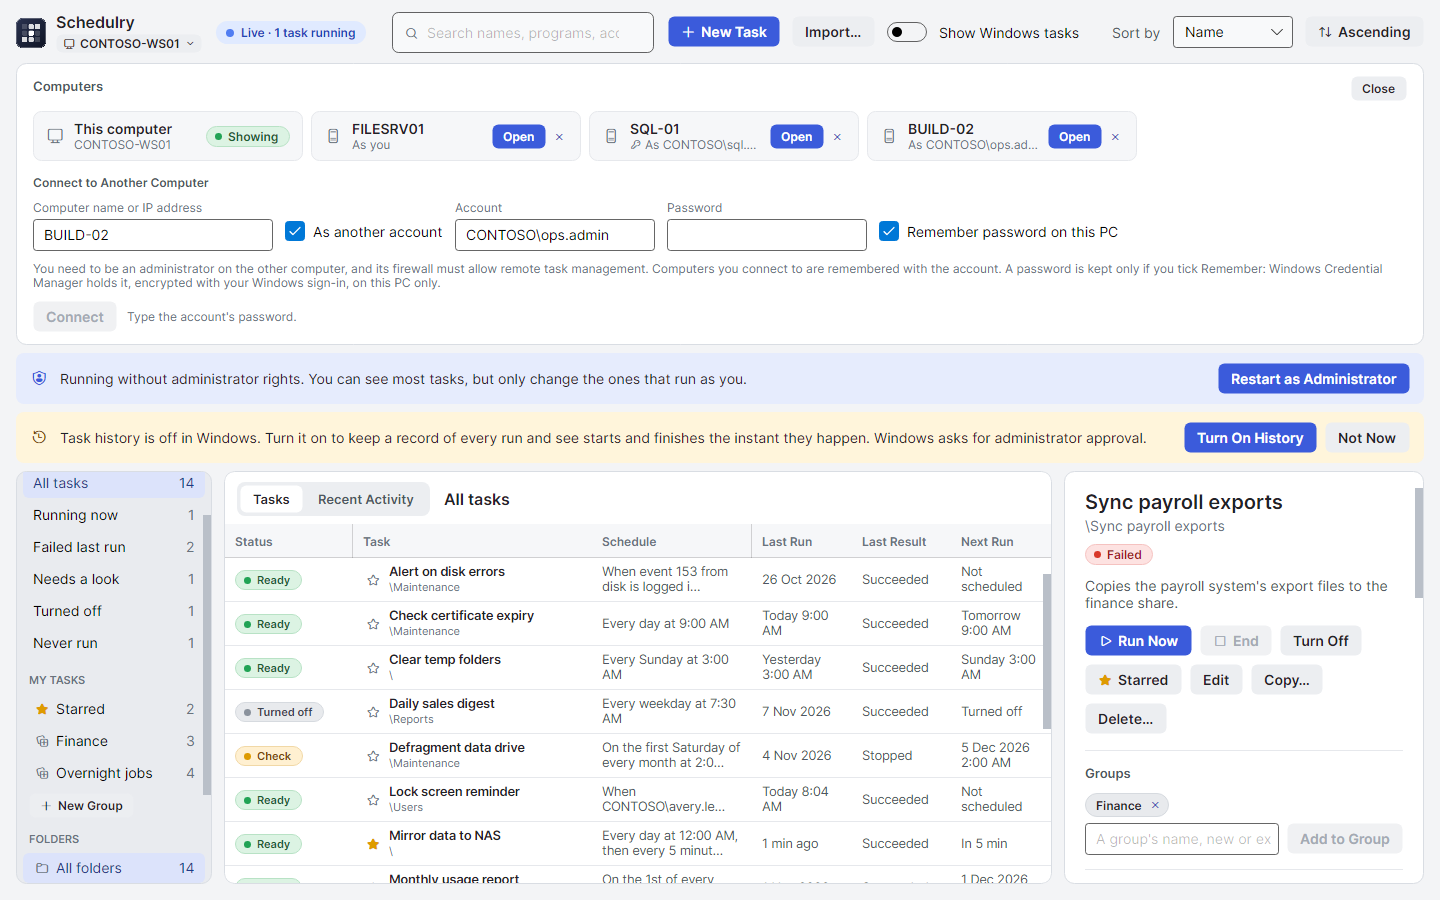 Schedulry
CONTOSO-WS01
Live · 1 task running
Search names, programs, acc
New Task
Import...
Show Windows tasks
Sort by
Name
Ascending
Computers
Close
This computer
CONTOSO-WS01
Showing
FILESRV01
As you
Open
SQL-01
As CONTOSO\sql....
Open
BUILD-02
As CONTOSO\ops.ad...
Open
Connect to Another Computer
Computer name or IP address
BUILD-02
As another account
Account
CONTOSO\ops.admin
Password
Remember password on this PC
You need to be an administrator on the other computer, and its firewall must allow remote task management. Computers you connect to are remembered with the account. A password is kept only if you tick Remember: Windows Credential
Manager holds it, encrypted with your Windows sign-in, on this PC only.
Connect
Type the account's password.
Running without administrator rights. You can see most tasks, but only change the ones that run as you.
Restart as Administrator
Task history is off in Windows. Turn it on to keep a record of every run and see starts and finishes the instant they happen. Windows asks for administrator approval.
Turn On History
Not Now
All tasks 14
Running now 1
Failed last run 2
Needs a look 1
Turned off 1
Never run 1
MY TASKS
Starred 2
Finance 3
Overnight jobs 4
New Group
FOLDERS
All folders 14
Tasks
Recent Activity
All tasks
Status Task Schedule Last Run Last Result Next Run
Ready
Alert on disk errors
\Maintenance
When event 153 from
disk is logged i...
26 Oct 2026
Succeeded
Not
scheduled
Ready
Check certificate expiry
\Maintenance
Every day at 9:00 AM
Today 9:00
AM
Succeeded
Tomorrow
9:00 AM
Ready
Clear temp folders
\
Every Sunday at 3:00
AM
Yesterday
3:00 AM
Succeeded
Sunday 3:00
AM
Turned off
Daily sales digest
\Reports
Every weekday at 7:30
AM
7 Nov 2026
Succeeded
Turned off
Check
Defragment data drive
\Maintenance
On the first Saturday of
every month at 2:0...
4 Nov 2026
Stopped
5 Dec 2026
2:00 AM
Ready
Lock screen reminder
\Users
When
CONTOSO\avery.le...
Today 8:04
AM
Succeeded
Not
scheduled
Ready
Mirror data to NAS
\
Every day at 12:00 AM,
then every 5 minut...
1 min ago
Succeeded
In 5 min
Monthly usage report
On the 1st of every
1 Dec 2026
Sync payroll exports
\Sync payroll exports
Failed
Copies the payroll system's export files to the
finance share.
Run Now
End
Turn Off
Starred
Edit
Copy...
Delete...
Groups
Finance
A group's name, new or ex
Add to Group